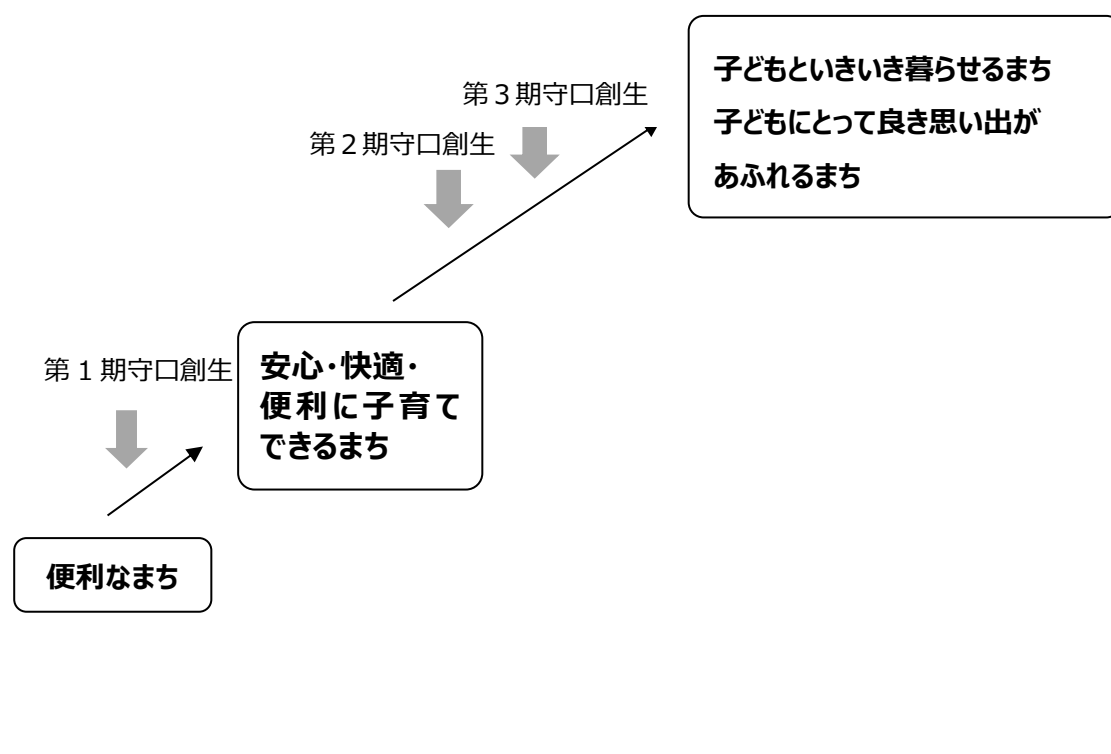 子どもといきいき暮らせるまち
子どもにとって良き思い出が
あふれるまち
第３期守口創生
第２期守口創生
第１期守口創生
安心・快適・
便利に子育て
できるまち
便利なまち